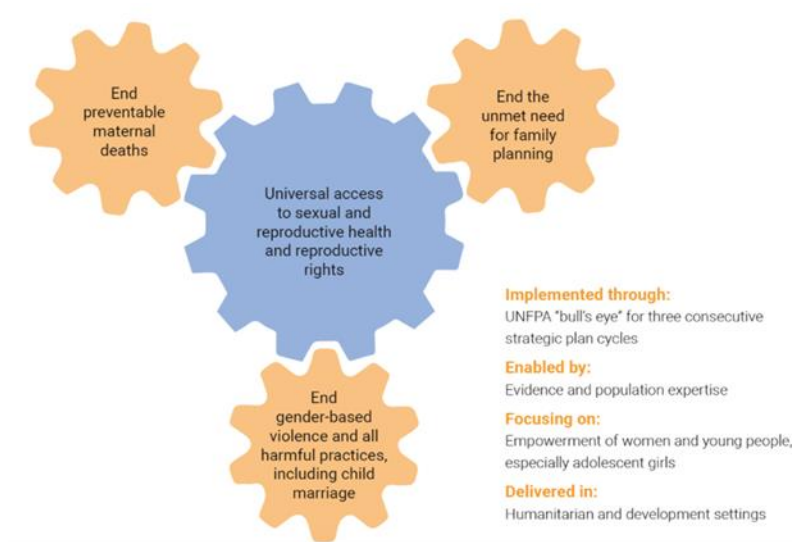 End
preventable
maternal
deaths
End the
unmet need
for family
planning
Universal access
to sexual and
reproductive health
and reproductive
rights
End
gender-based
violence and all
harmful practices,
including child
marriage
Implemented through:
UNFPA "bull's eye" for three consecutive
strategic plan cycles
Enabled by:
Evidence and population expertise
Focusing on:
Empowerment of women and young people,
especially adolescent girls
Delivered in:
Humanitarian and development settings